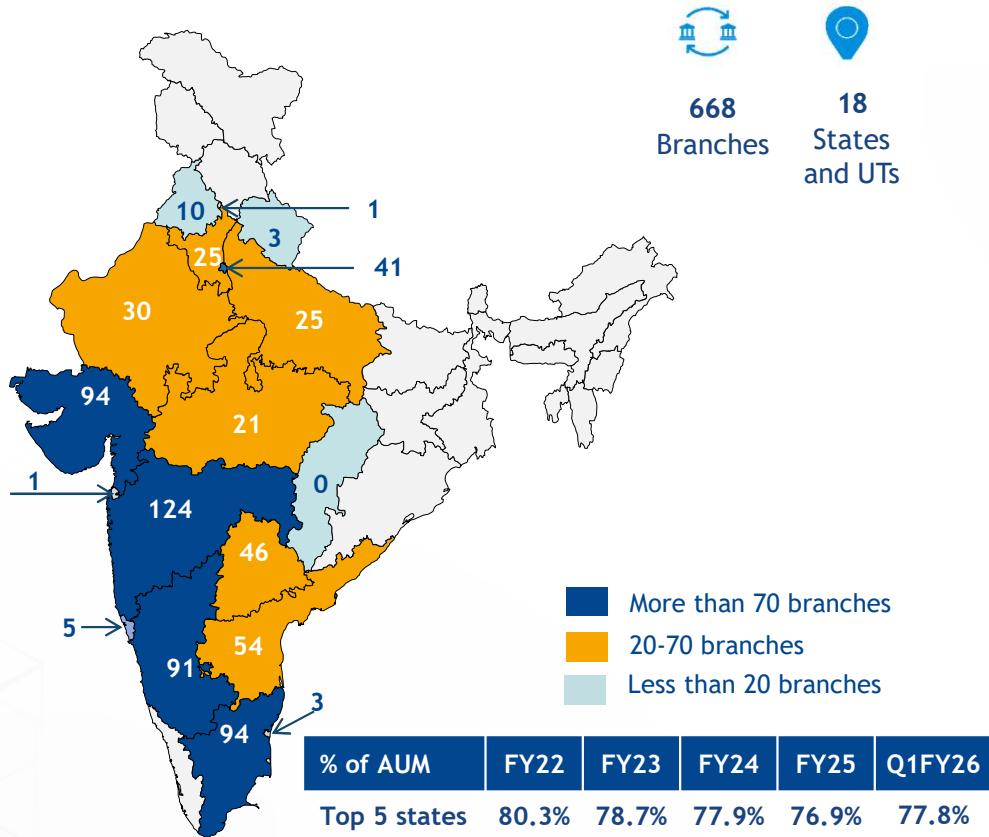 668
Branches
18
States
and UTs
10
1
3
25
41
30
25
94
21
1
124
0
46
5
54
91
3
94
More than 70 branches
20-70 branches
Less than 20 branches
% of AUM FY22 FY23 FY24 FY25 Q1FY26
Top 5 states 80.3% 78.7% 77.9% 76.9% 77.8%